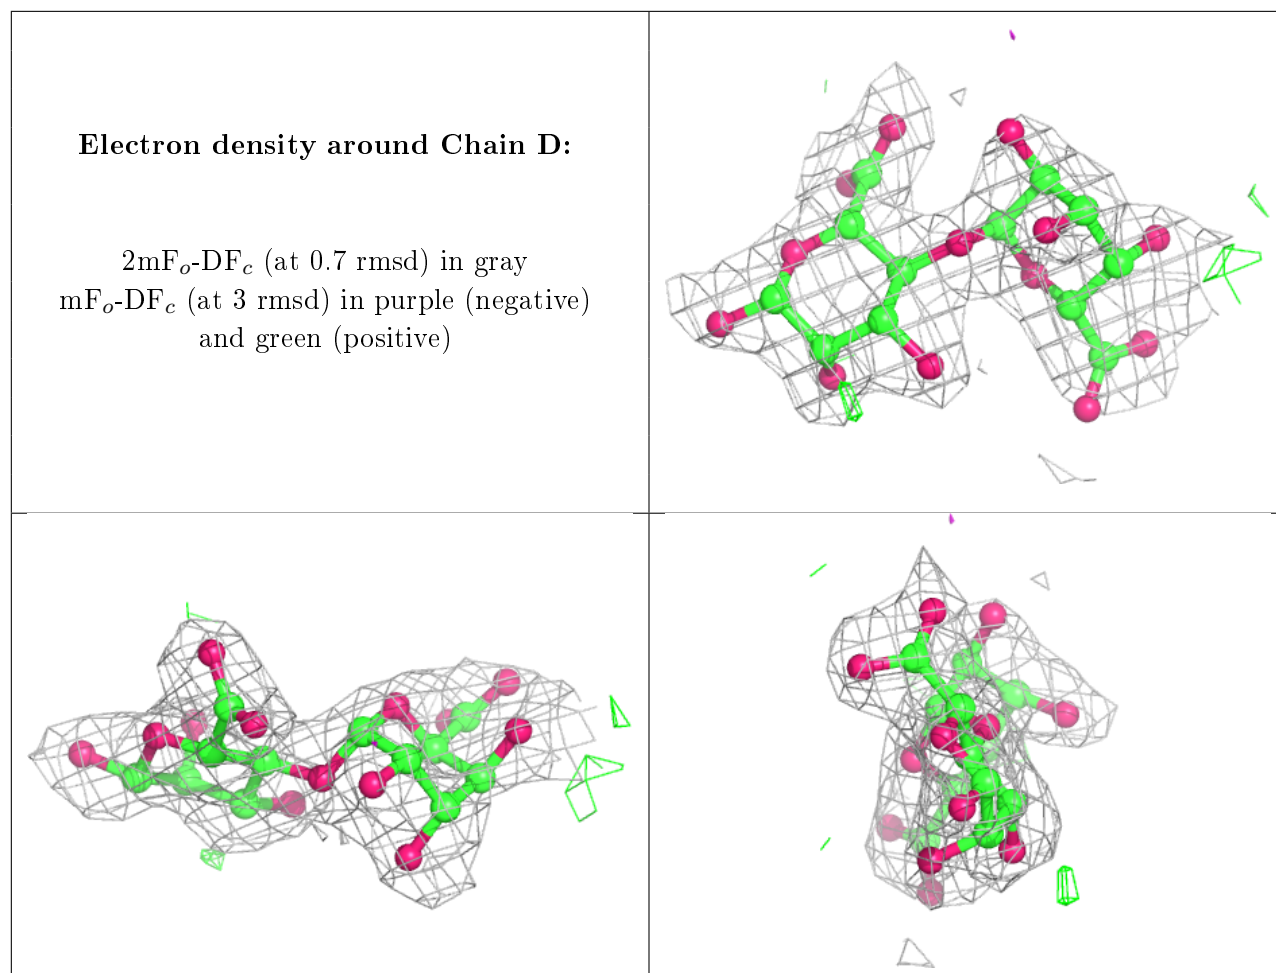 Electron density around Chain D:
2mFₒ-DF𝒸 (at 0.7 rmsd) in gray
mFₒ-DF𝒸 (at 3 rmsd) in purple (negative)
and green (positive)